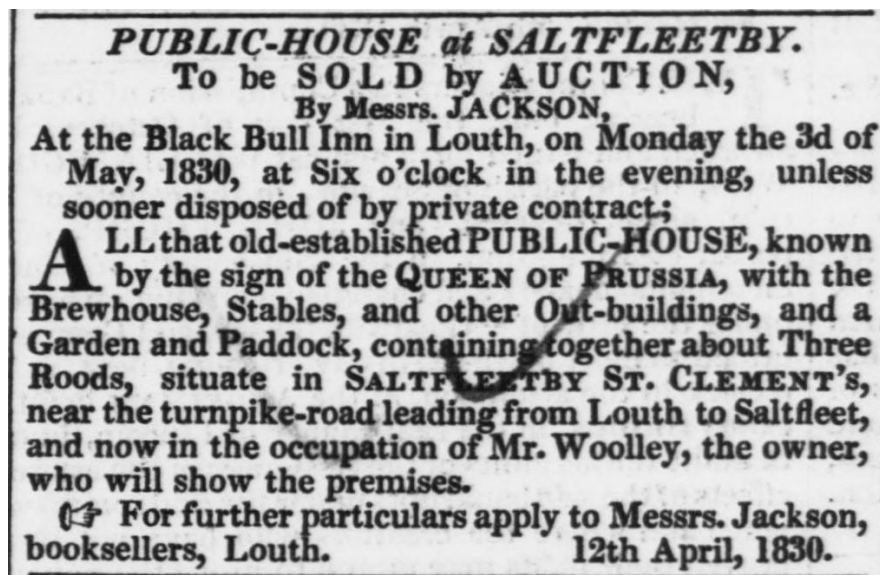 PUBLIC-HOUSE at SALTFLEETBY.
To be SOLD by AUCTION,
By Messrs. JACKSON,
At the Black Bull Inn in Louth, on Monday the 3d of
May, 1830, at Six o'clock in the evening, unless
sooner disposed of by private contract;
ALL that old-established PUBLIC-HOUSE, known
by the sign of the QUEEN OF PRUSSIA, with the
Brewhouse, Stables, and other Out-buildings, and a
Garden and Paddock, containing together about Three
Roods, situate in SALTFLEETBY ST. CLEMENT's,
near the turnpike-road leading from Louth to Saltfleet,
and now in the occupation of Mr. Woolley, the owner,
who will show the premises.
☞ For further particulars apply to Messrs. Jackson,
booksellers, Louth. 12th April, 1830.